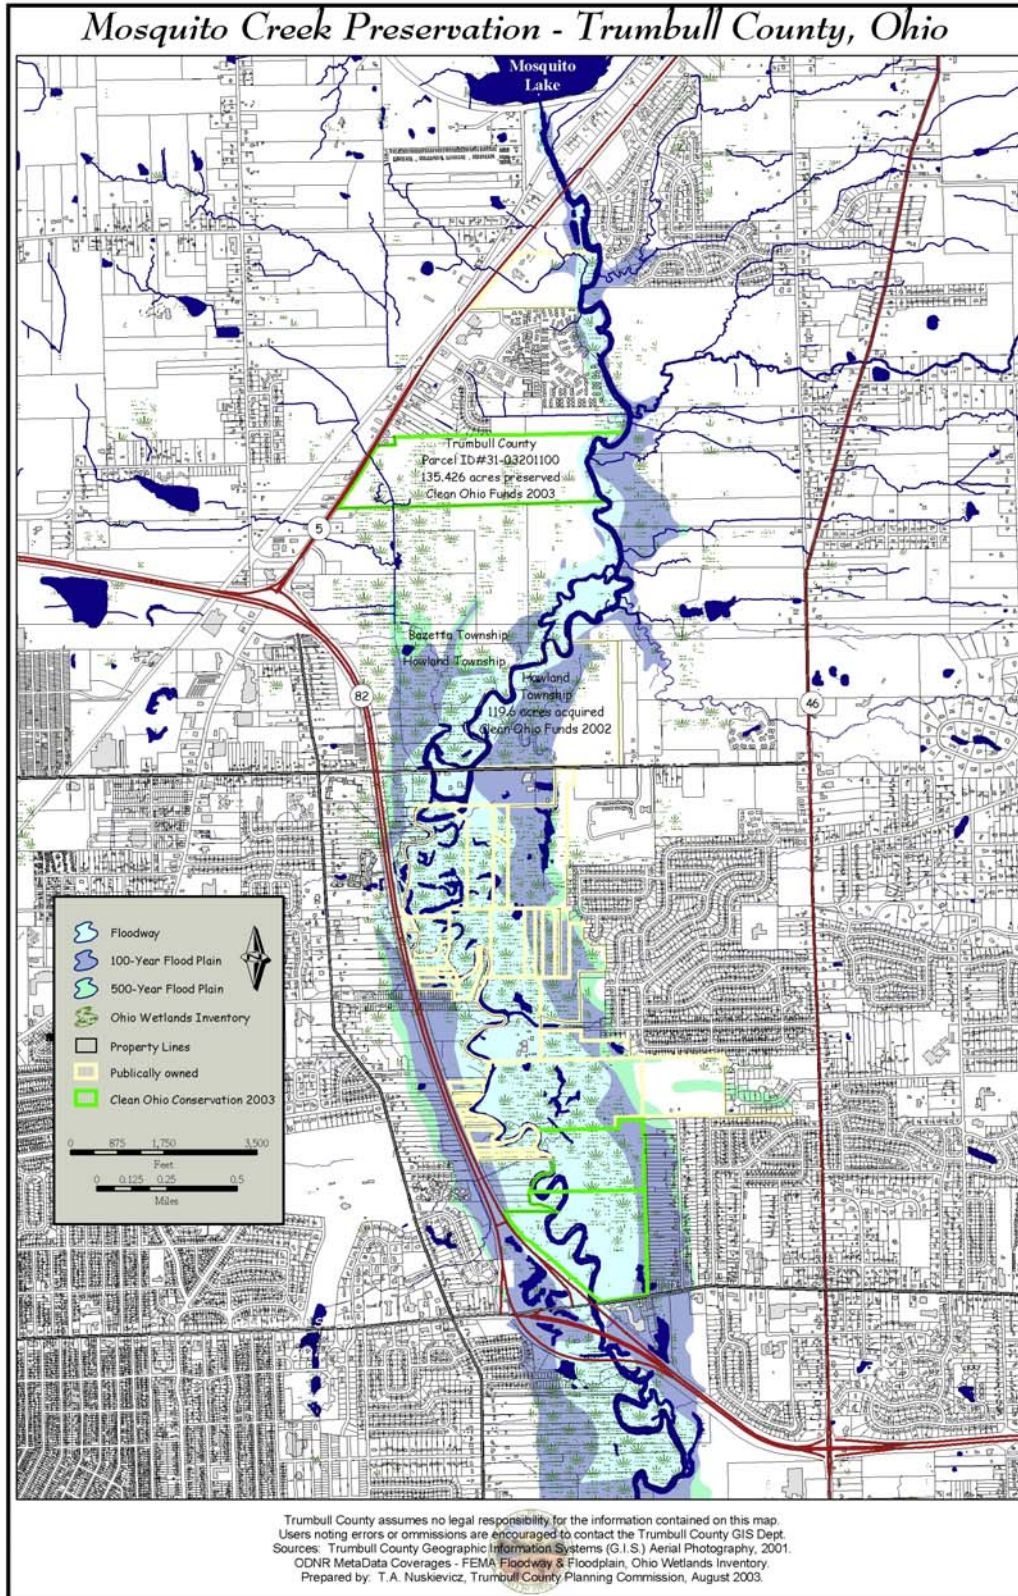 Mosquito Creek Preservation - Trumbull County, Ohio
Mosquito
Lake
Trumbull County
Parcel ID#31-03201100
135.426 acres preserved
Clean Ohio Funds 2003
5
Bazetta Township
Howland Township
Howland
Township
119.6 acres acquired
Clean Ohio Funds 2002
82
46
Floodway
100-Year Flood Plain
500-Year Flood Plain
Ohio Wetlands Inventory
Property Lines
Publically owned
Clean Ohio Conservation 2003
0 875 1,750 3,500
Feet
0 0.125 0.25 0.5
Miles
Trumbull County assumes no legal responsibility for the information contained on this map.
Users noting errors or ommissions are encouraged to contact the Trumbull County GIS Dept.
Sources: Trumbull County Geographic Information Systems (G.I.S.) Aerial Photography, 2001.
ODNR MetaData Coverages - FEMA Floodway & Floodplain, Ohio Wetlands Inventory.
Prepared by: T.A. Nuskievicz, Trumbull County Planning Commission, August 2003.